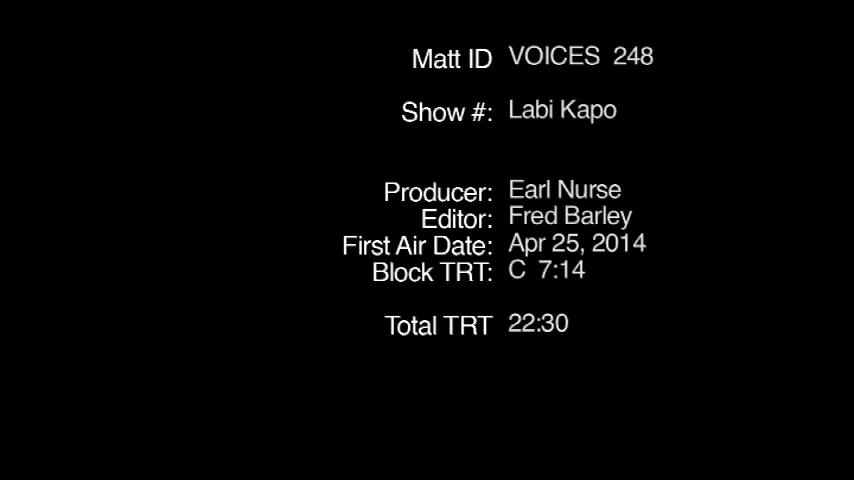 Matt ID VOICES 248
Show #: Labi Kapo
Producer: Earl Nurse
Editor: Fred Barley
First Air Date: Apr 25, 2014
Block TRT: C 7:14
Total TRT 22:30